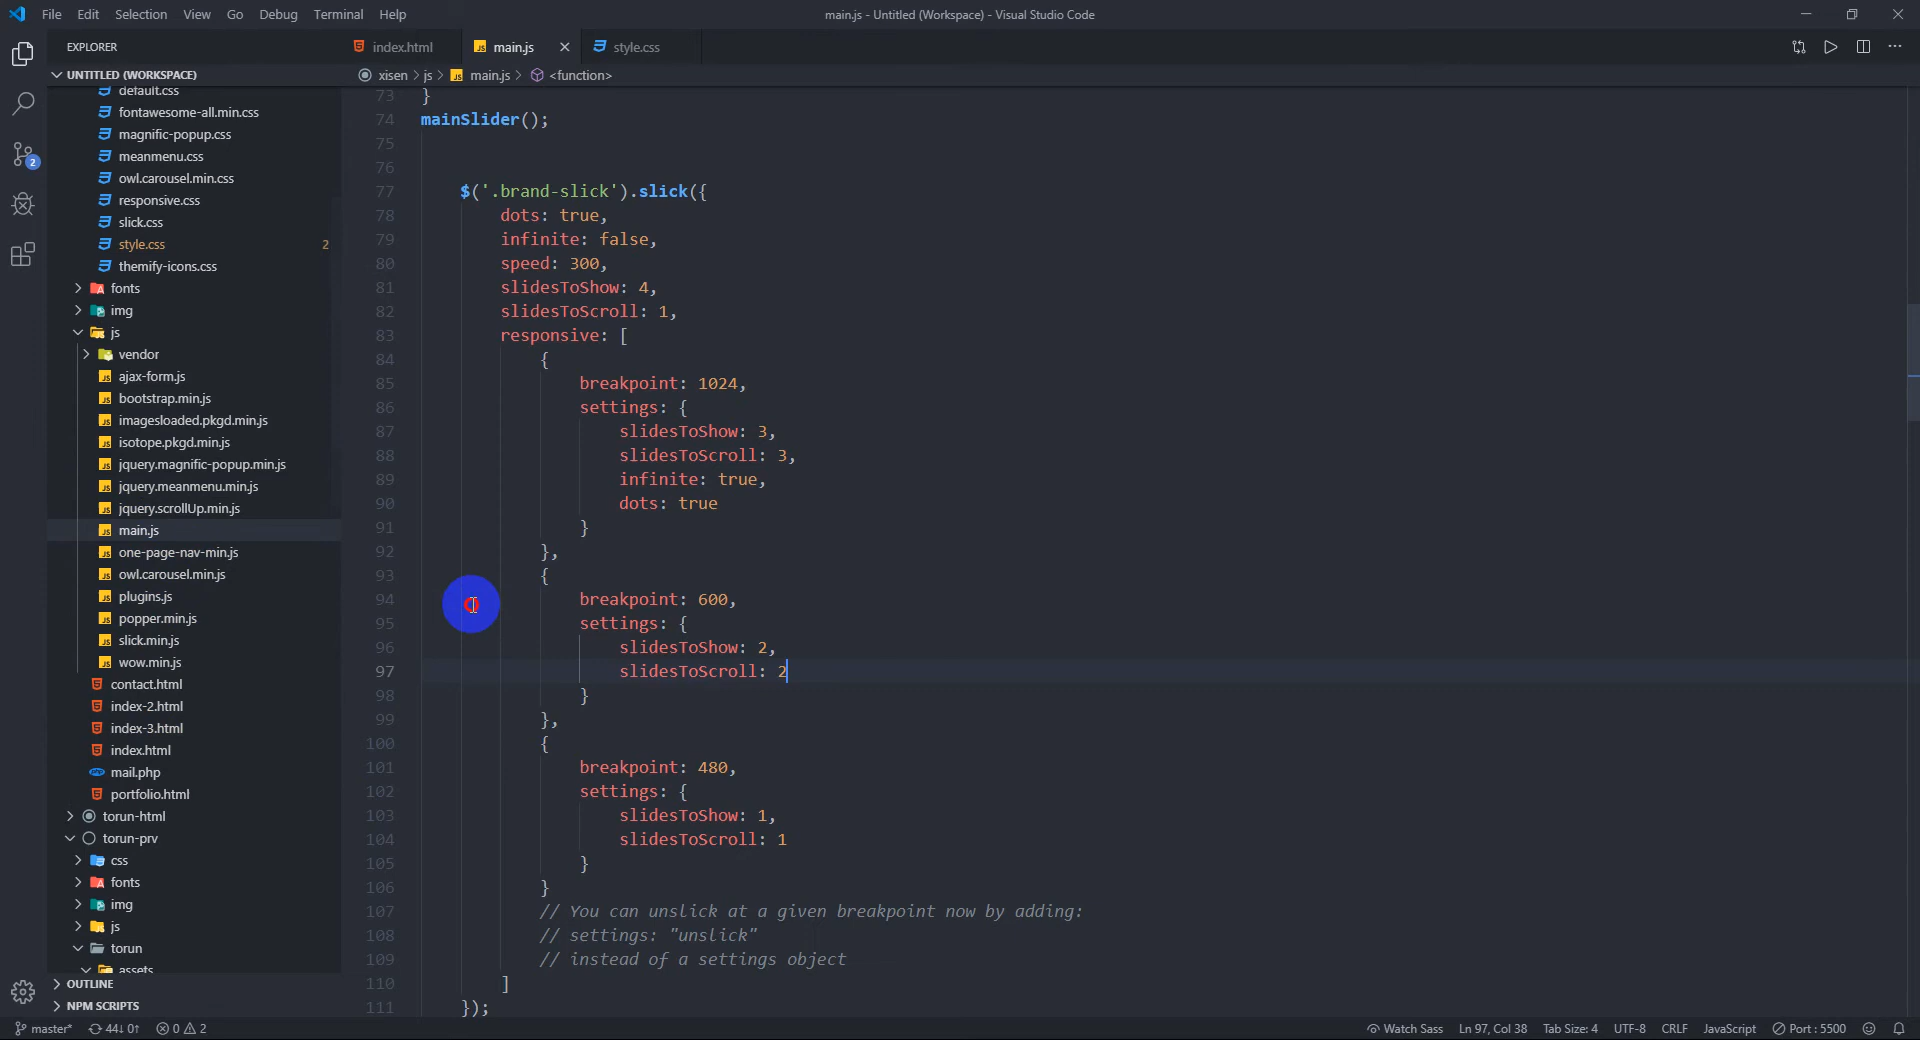 File Edit Selection View Go Debug Terminal Help
main.js - Untitled (Workspace) - Visual Studio Code
EXPLORER
index.html
main.js
style.css
UNTITLED (WORKSPACE)
xisen > js > main.js > <function>
default.css
fontawesome-all.min.css
magnific-popup.css
meanmenu.css
owl.carousel.min.css
responsive.css
slick.css
style.css 2
themify-icons.css
fonts
img
js
vendor
ajax-form.js
bootstrap.min.js
imagesloaded.pkgd.min.js
isotope.pkgd.min.js
jquery.magnific-popup.min.js
jquery.meanmenu.min.js
jquery.scrollUp.min.js
main.js
one-page-nav-min.js
owl.carousel.min.js
plugins.js
popper.min.js
slick.min.js
wow.min.js
contact.html
index-2.html
index-3.html
index.html
mail.php
portfolio.html
torun-html
torun-prv
css
fonts
img
js
torun
assets
OUTLINE
NPM SCRIPTS
2
73 }
74 mainSlider();
75
76
77 $('.brand-slick').slick({
78 dots: true,
79 infinite: false,
80 speed: 300,
81 slidesToShow: 4,
82 slidesToScroll: 1,
83 responsive: [
84 {
85 breakpoint: 1024,
86 settings: {
87 slidesToShow: 3,
88 slidesToScroll: 3,
89 infinite: true,
90 dots: true
91 }
92 },
93 {
94 breakpoint: 600,
95 settings: {
96 slidesToShow: 2,
97 slidesToScroll: 2
98 }
99 },
100 {
101 breakpoint: 480,
102 settings: {
103 slidesToShow: 1,
104 slidesToScroll: 1
105 }
106 }
107 // You can unslick at a given breakpoint now by adding:
108 // settings: "unslick"
109 // instead of a settings object
110 ]
111 });
master* 44↓ 0↑ 0 2
Watch Sass Ln 97, Col 38 Tab Size: 4 UTF-8 CRLF JavaScript Port : 5500